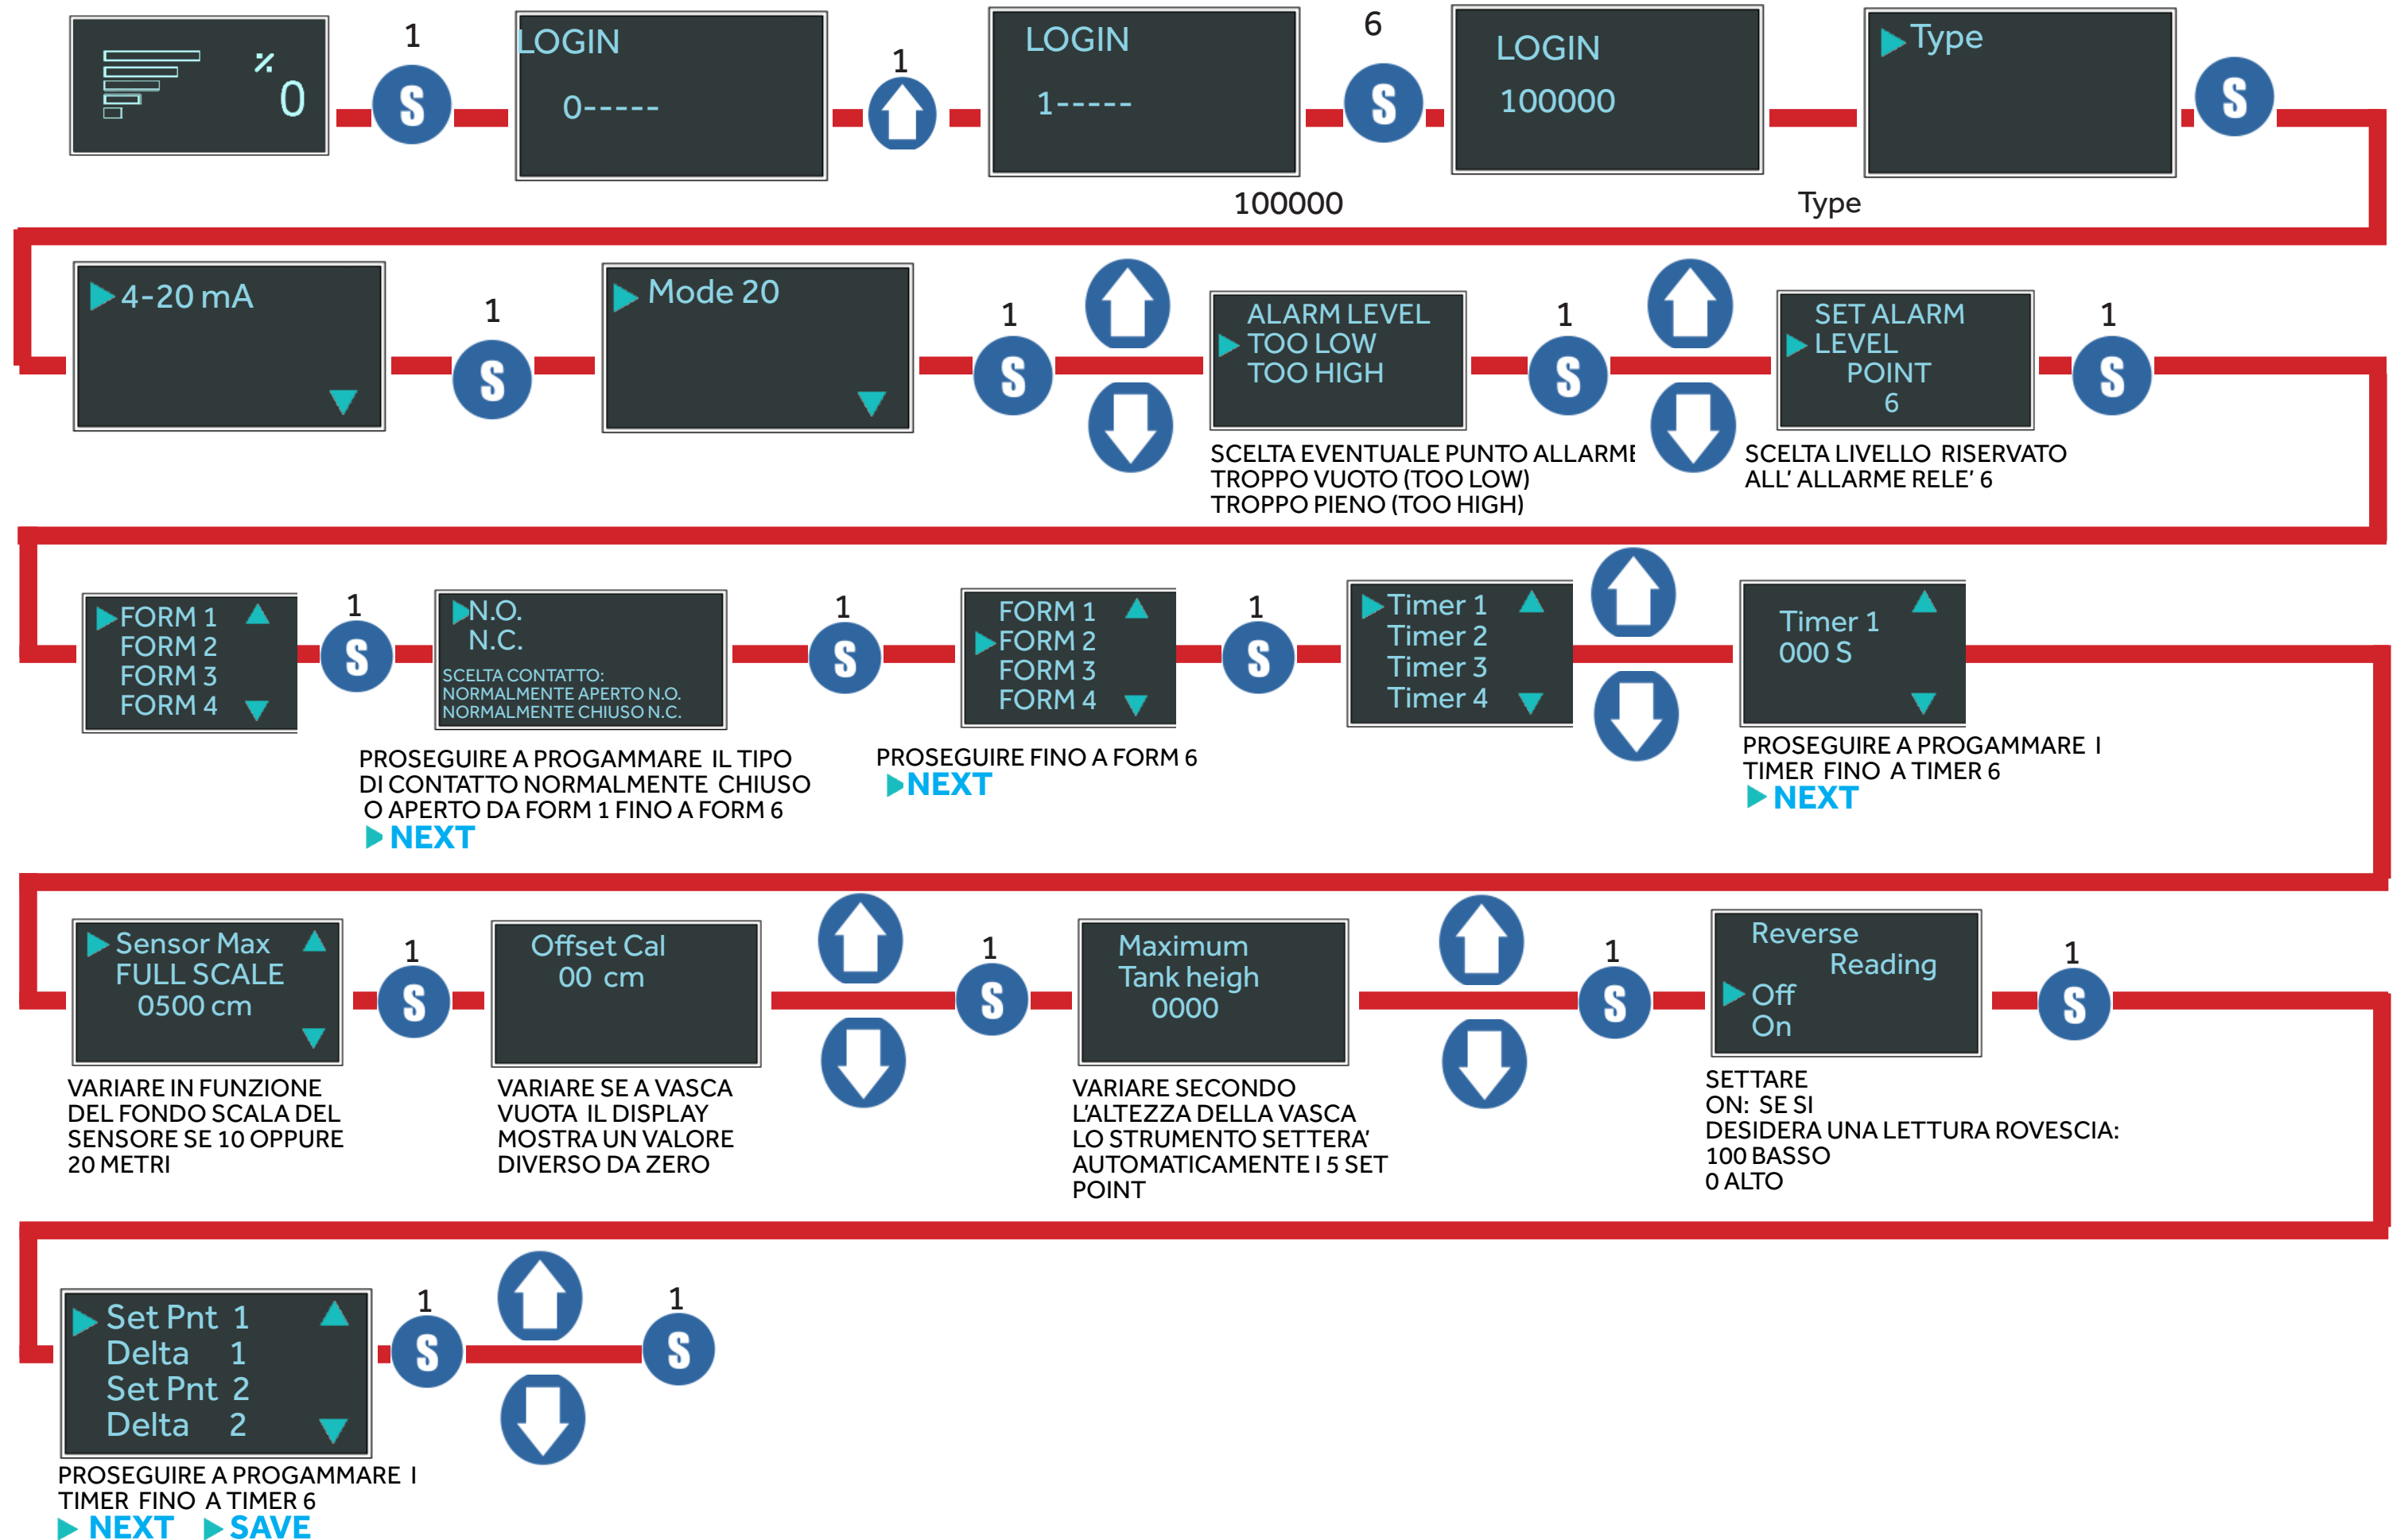 %
0
1
S
LOGIN
0-----
1
LOGIN
1-----
6
S
LOGIN
100000
Type
S
100000
Type
4-20 mA
1
S
Mode 20
1
S
ALARM LEVEL
TOO LOW
TOO HIGH
SCELTA EVENTUALE PUNTO ALLARME
TROPPO VUOTO (TOO LOW)
TROPPO PIENO (TOO HIGH)
1
S
SET ALARM
LEVEL
POINT
6
SCELTA LIVELLO RISERVATO
ALL' ALLARME RELE' 6
1
S
FORM 1
FORM 2
FORM 3
FORM 4
1
S
N.O.
N.C.
SCELTA CONTATTO:
NORMALMENTE APERTO N.O.
NORMALMENTE CHIUSO N.C.
PROSEGUIRE A PROGAMMARE IL TIPO
DI CONTATTO NORMALMENTE CHIUSO
O APERTO DA FORM 1 FINO A FORM 6
NEXT
1
S
FORM 1
FORM 2
FORM 3
FORM 4
PROSEGUIRE FINO A FORM 6
NEXT
1
S
Timer 1
Timer 2
Timer 3
Timer 4
Timer 1
000 S
PROSEGUIRE A PROGAMMARE I
TIMER FINO A TIMER 6
NEXT
Sensor Max
FULL SCALE
0500 cm
VARIARE IN FUNZIONE
DEL FONDO SCALA DEL
SENSORE SE 10 OPPURE
20 METRI
1
S
Offset Cal
00 cm
VARIARE SE A VASCA
VUOTA IL DISPLAY
MOSTRA UN VALORE
DIVERSO DA ZERO
1
S
Maximum
Tank heigh
0000
VARIARE SECONDO
L'ALTEZZA DELLA VASCA
LO STRUMENTO SETTERA'
AUTOMATICAMENTE I 5 SET
POINT
1
S
Reverse
Reading
Off
On
SETTARE
ON: SE SI
DESIDERA UNA LETTURA ROVESCIA:
100 BASSO
0 ALTO
1
S
Set Pnt 1
Delta 1
Set Pnt 2
Delta 2
PROSEGUIRE A PROGAMMARE I
TIMER FINO A TIMER 6
NEXT SAVE
1
S
1
S